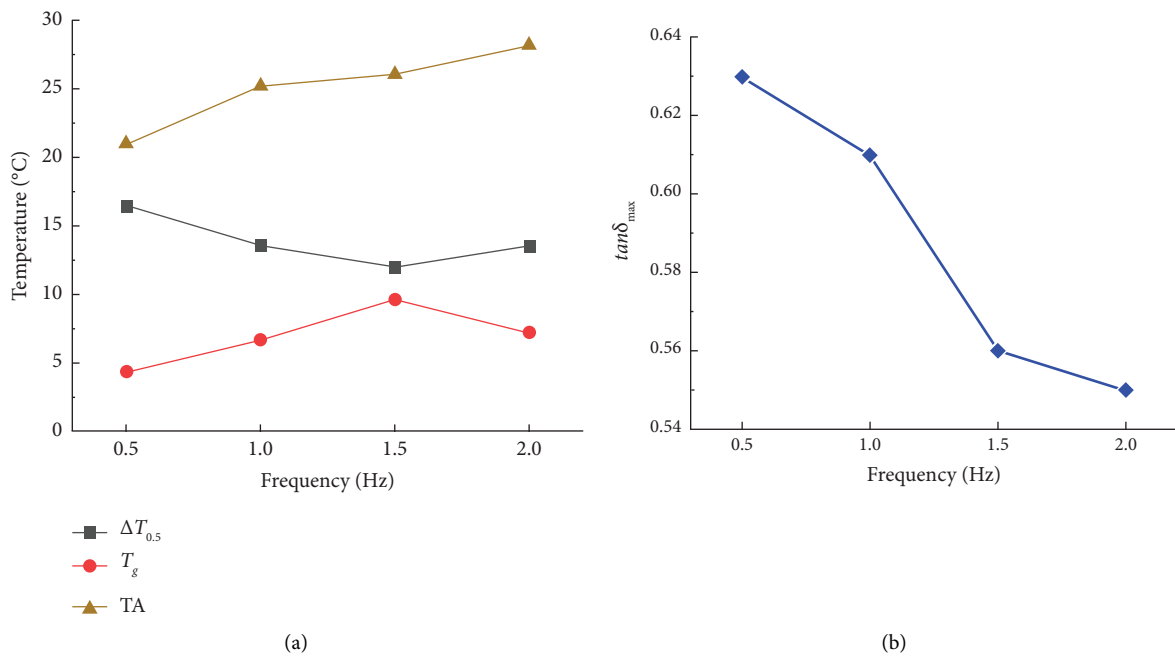 30
25
20
15
10
5
0
Temperature (°C)
0.5 1.0 1.5 2.0
Frequency (Hz)
ΔT0.5
Tg
TA
(a)
0.64
0.62
0.60
0.58
0.56
0.54
tanδmax
0.5 1.0 1.5 2.0
Frequency (Hz)
(b)